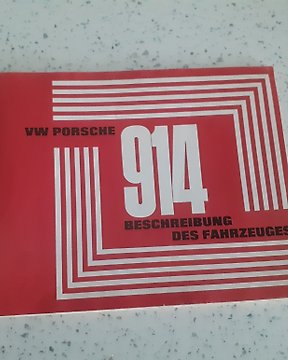 VW PORSCHE
914
BESCHREIBUNG
DES FAHRZEUGES